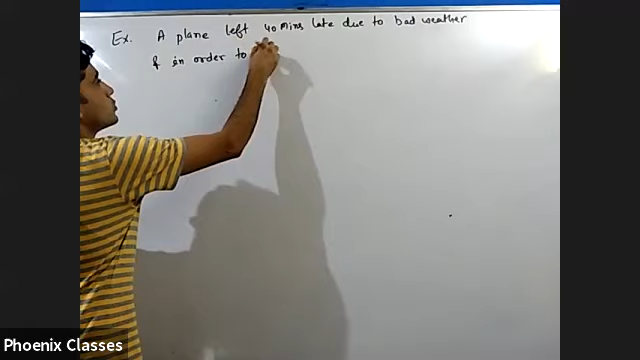 Ex. A plane left 40 mins late due to bad weather
& in order to
Phoenix Classes